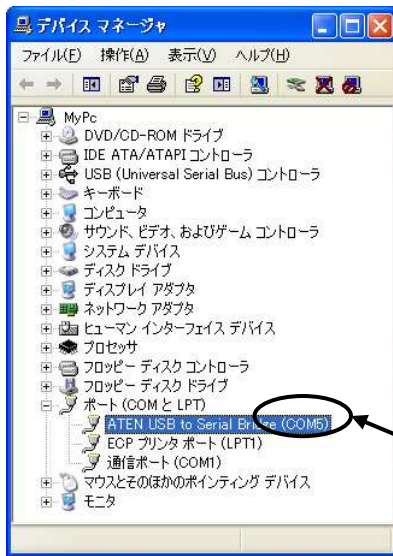 デバイス マネージャ
ファイル(F) 操作(A) 表示(V) ヘルプ(H)
MyPc
DVD/CD-ROM ドライブ
IDE ATA/ATAPI コントローラ
USB (Universal Serial Bus) コントローラ
キーボード
コンピュータ
サウンド、ビデオ、およびゲーム コントローラ
システム デバイス
ディスク ドライブ
ディスプレイ アダプタ
ネットワーク アダプタ
ヒューマン インターフェイス デバイス
プロセッサ
フロッピー ディスク コントローラ
フロッピー ディスク ドライブ
ポート (COM と LPT)
ATEN USB to Serial Bridge (COM5)
ECP プリンタ ポート (LPT1)
通信ポート (COM1)
マウスとそのほかのポインティング デバイス
モニタ